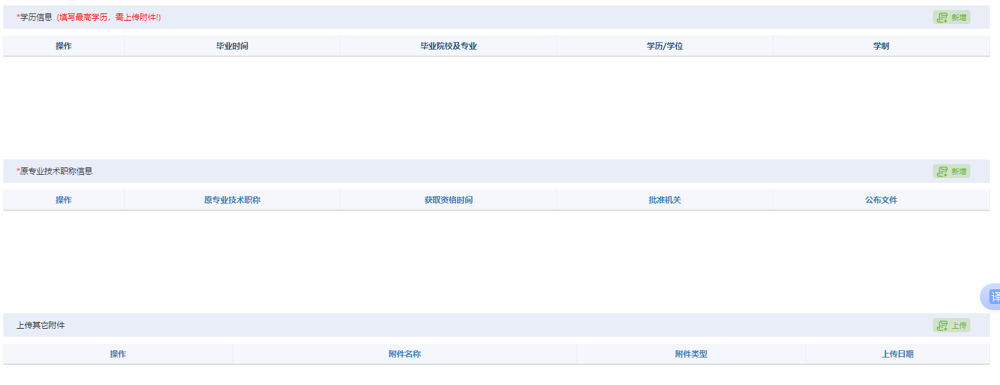 *学历信息 (填写最高学历，需上传附件!)
新增
操作 毕业时间 毕业院校及专业 学历/学位 学制
*原专业技术职称信息
新增
操作 原专业技术职称 获取资格时间 批准机关 公布文件
译
上传其它附件
上传
操作 附件名称 附件类型 上传日期